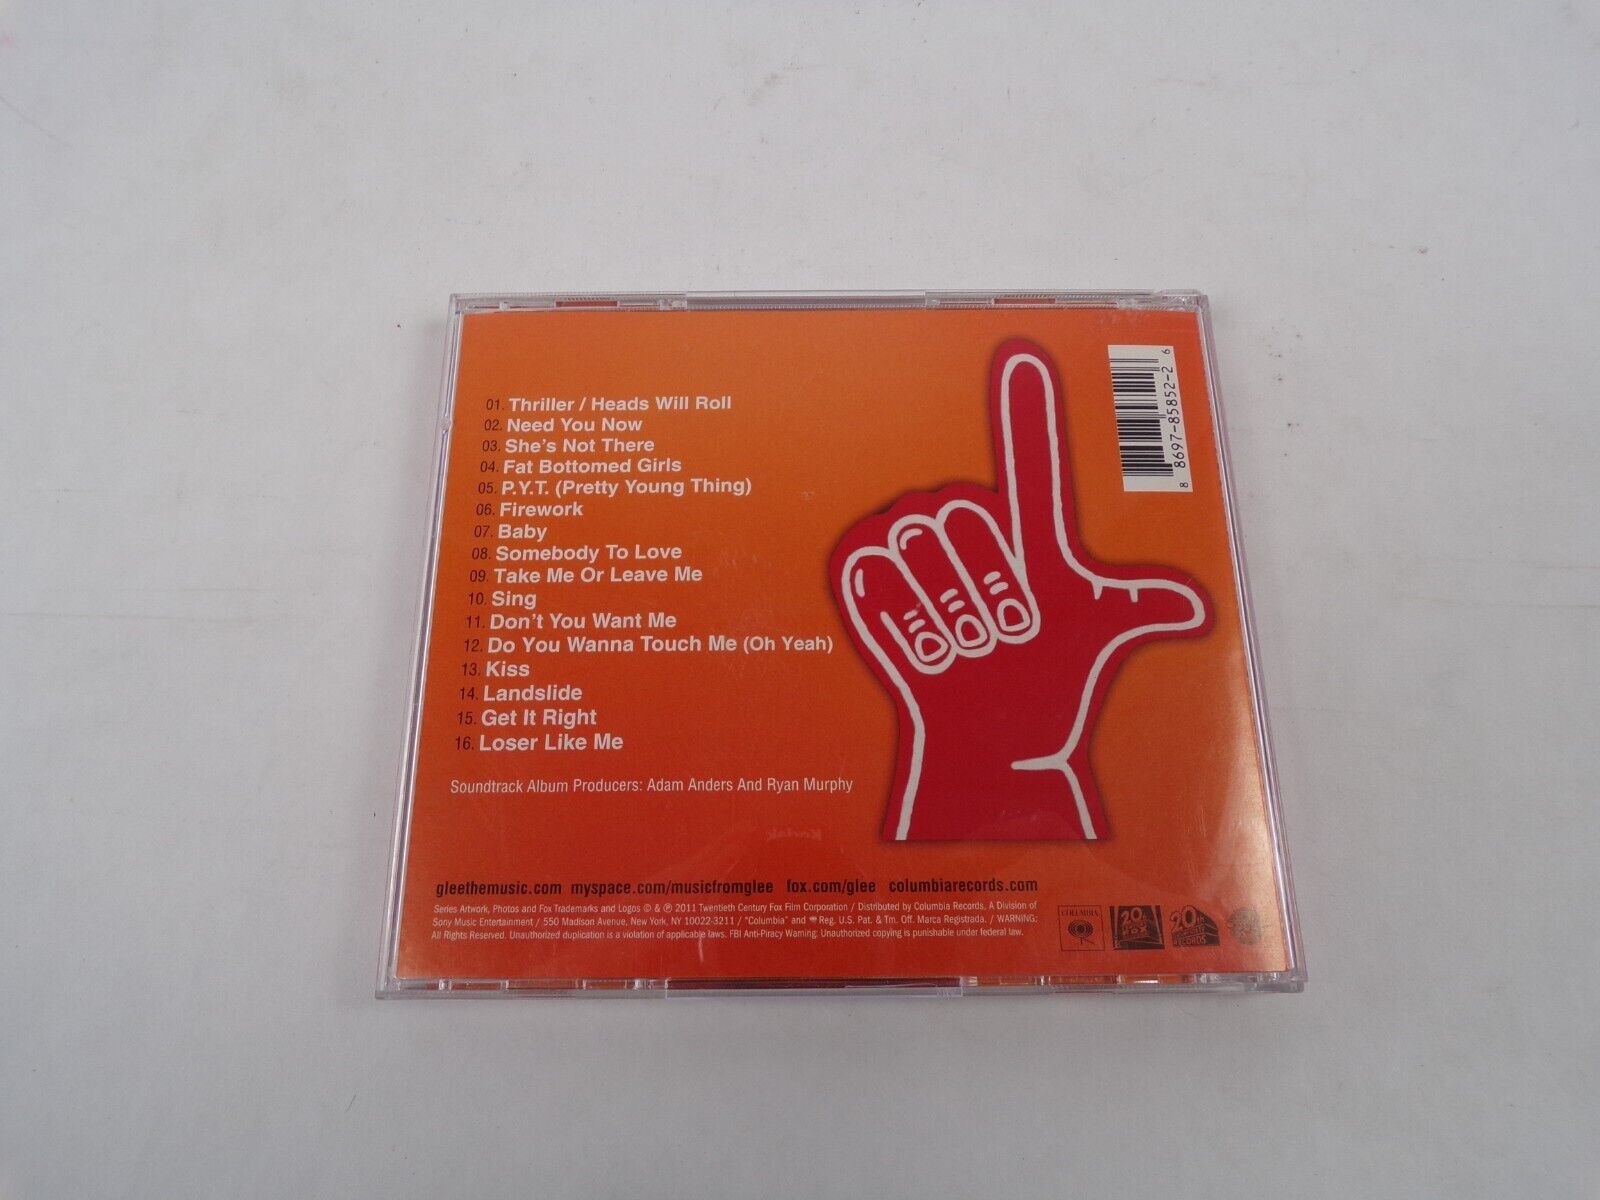 01. Thriller / Heads Will Roll
02. Need You Now
03. She's Not There
04. Fat Bottomed Girls
05. P.Y.T. (Pretty Young Thing)
06. Firework
07. Baby
08. Somebody To Love
09. Take Me Or Leave Me
10. Sing
11. Don't You Want Me
12. Do You Wanna Touch Me (Oh Yeah)
13. Kiss
14. Landslide
15. Get It Right
16. Loser Like Me
Soundtrack Album Producers: Adam Anders And Ryan Murphy
8 8697-85852-2 6
gleethemusic.com myspace.com/musicfromglee fox.com/glee columbiarecords.com
Series Artwork, Photos and Fox Trademarks and Logos © & ℗ 2011 Twentieth Century Fox Film Corporation / Distributed by Columbia Records, A Division of
Sony Music Entertainment / 550 Madison Avenue, New York, NY 10022-3211 / "Columbia" and Reg. U.S. Pat. & Tm. Off. Marca Registrada. / WARNING:
All Rights Reserved. Unauthorized duplication is a violation of applicable laws. FBI Anti-Piracy Warning: Unauthorized copying is punishable under federal law.
COLUMBIA